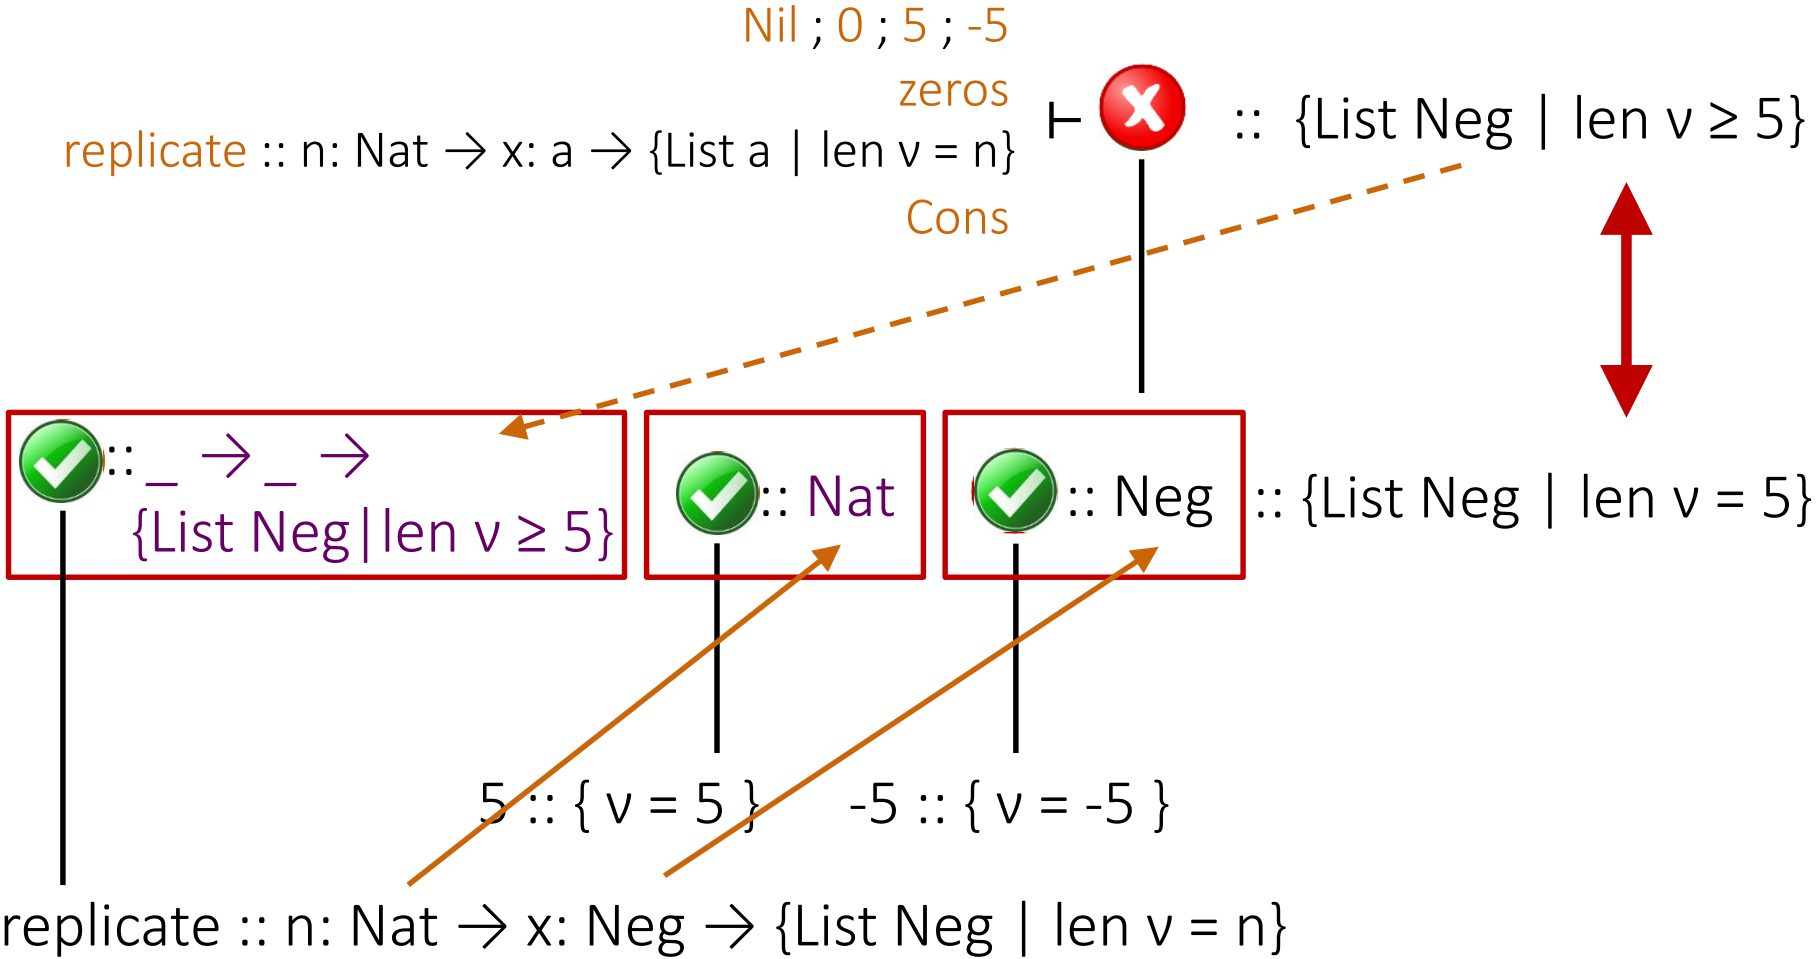 Nil ; 0 ; 5 ; -5
zeros
replicate :: n: Nat → x: a → {List a | len ν = n}
Cons
⊢ :: {List Neg | len ν ≥ 5}
:: _ → _ →
{List Neg|len ν ≥ 5}
:: Nat
:: Neg
:: {List Neg | len ν = 5}
5 :: { ν = 5 }
-5 :: { ν = -5 }
replicate :: n: Nat → x: Neg → {List Neg | len ν = n}